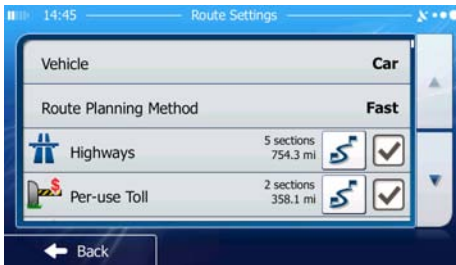 14:45 Route Settings
Vehicle Car
Route Planning Method Fast
Highways 5 sections 754.3 mi
Per-use Toll 2 sections 358.1 mi
Back